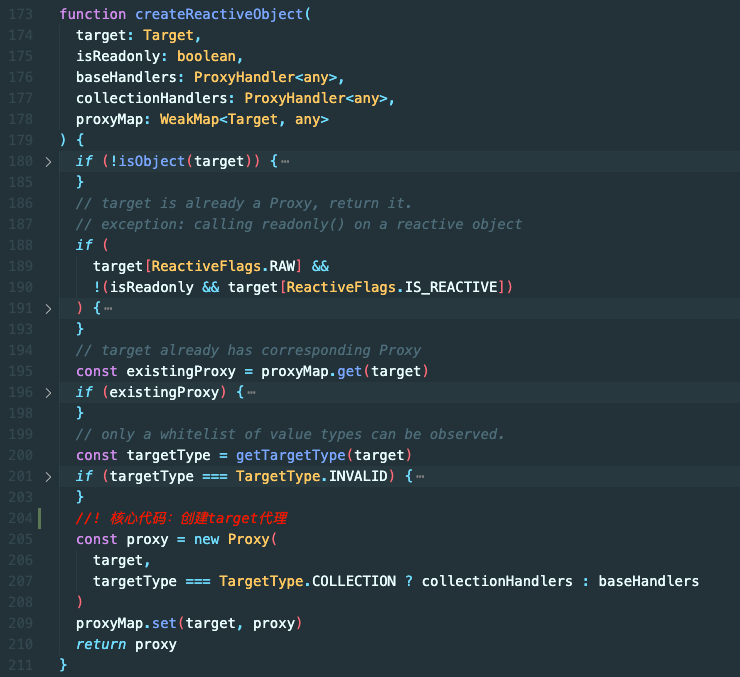 173 function createReactiveObject(
174   target: Target,
175   isReadonly: boolean,
176   baseHandlers: ProxyHandler<any>,
177   collectionHandlers: ProxyHandler<any>,
178   proxyMap: WeakMap<Target, any>
179 ) {
180 >   if (!isObject(target)) {⋯
185   }
186   // target is already a Proxy, return it.
187   // exception: calling readonly() on a reactive object
188   if (
189     target[ReactiveFlags.RAW] &&
190     !(isReadonly && target[ReactiveFlags.IS_REACTIVE])
191 >   ) {⋯
193   }
194   // target already has corresponding Proxy
195   const existingProxy = proxyMap.get(target)
196 >   if (existingProxy) {⋯
198   }
199   // only a whitelist of value types can be observed.
200   const targetType = getTargetType(target)
201 >   if (targetType === TargetType.INVALID) {⋯
203   }
204   //! 核心代码：创建target代理
205   const proxy = new Proxy(
206     target,
207     targetType === TargetType.COLLECTION ? collectionHandlers : baseHandlers
208   )
209   proxyMap.set(target, proxy)
210   return proxy
211 }